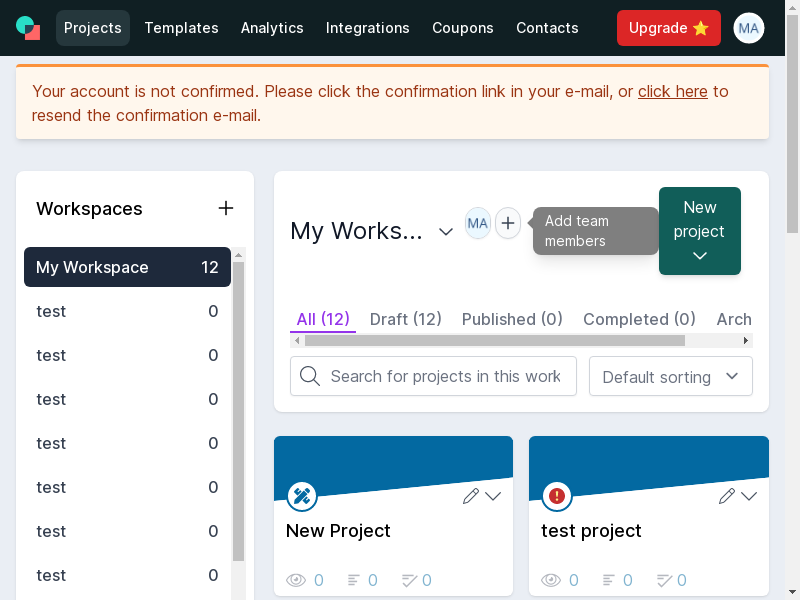 Projects Templates Analytics Integrations Coupons Contacts Upgrade MA
Your account is not confirmed. Please click the confirmation link in your e-mail, or click here to
resend the confirmation e-mail.
Workspaces
My Workspace 12
test 0
test 0
test 0
test 0
test 0
test 0
test 0
My Works...
MA
Add team
members
New
project
All (12) Draft (12) Published (0) Completed (0) Arch
Search for projects in this work
Default sorting
New Project
0 0 0
test project
0 0 0